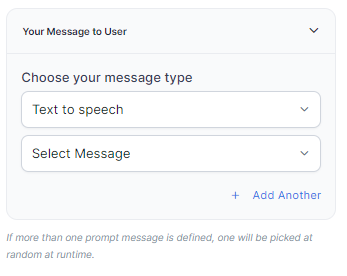 Your Message to User
Choose your message type
Text to speech
Select Message
+ Add Another
If more than one prompt message is defined, one will be picked at
random at runtime.